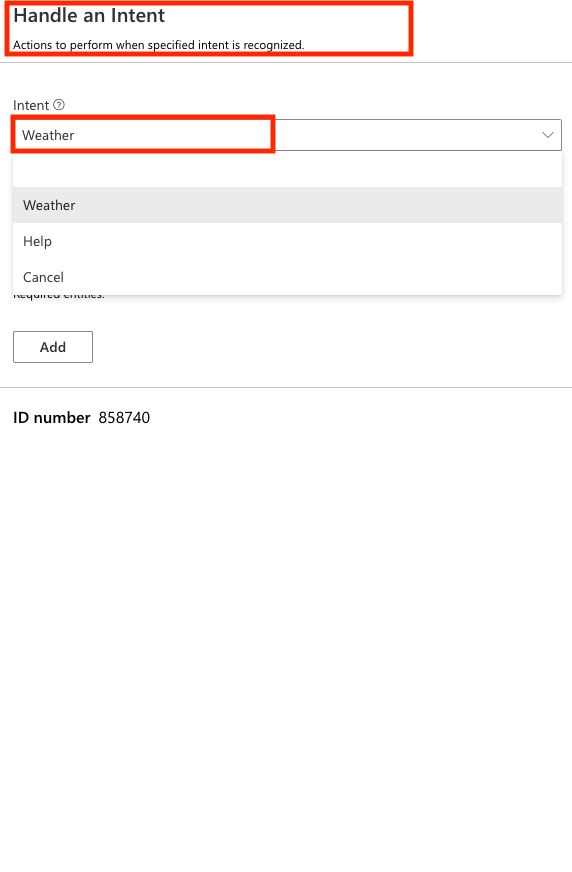 Handle an Intent
Actions to perform when specified intent is recognized.
Intent
Weather
Weather
Help
Cancel
Required entities.
Add
ID number 858740